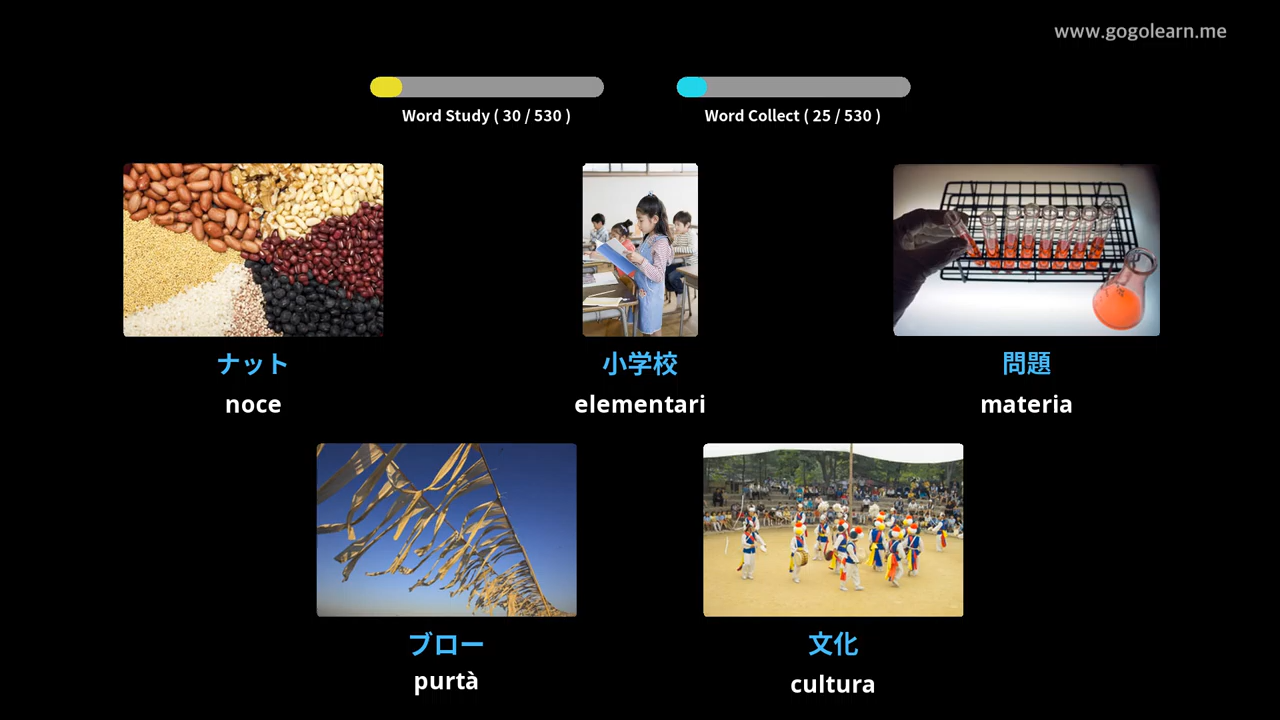 www.gogolearn.me
Word Study ( 30 / 530 )
Word Collect ( 25 / 530 )
ナット
noce
小学校
elementari
問題
materia
ブロー
purtà
文化
cultura